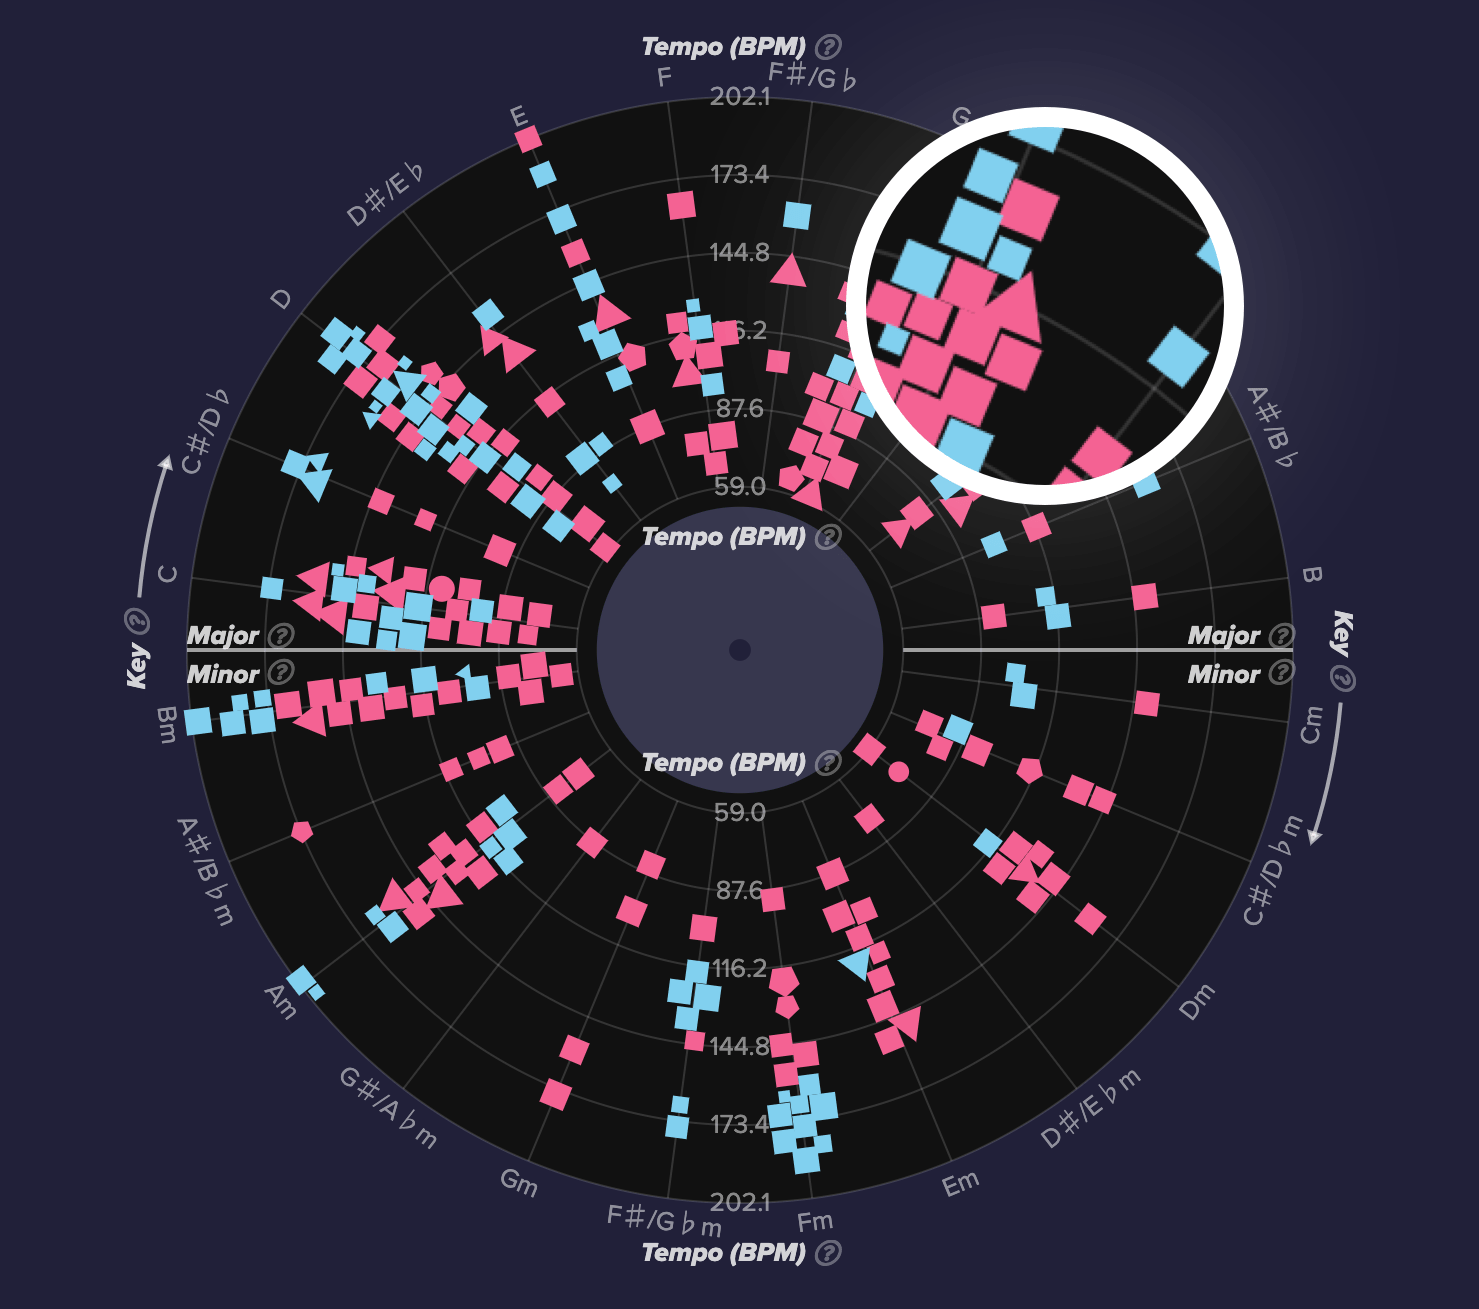 Tempo (BPM) ?
F
F#/G♭
202.1
E
G
173.4
D#/E♭
144.8
D
116.2
C#/D♭
87.6
A#/B♭
59.0
Tempo (BPM) ?
C
B
Key ?
Major ?
Major ?
Key ?
Minor ?
Minor ?
Bm
Cm
Tempo (BPM) ?
59.0
A#/B♭m
C#/D♭m
87.6
116.2
Am
Dm
144.8
G#/A♭m
D#/E♭m
173.4
Gm
Em
202.1
F#/G♭m
Fm
Tempo (BPM) ?